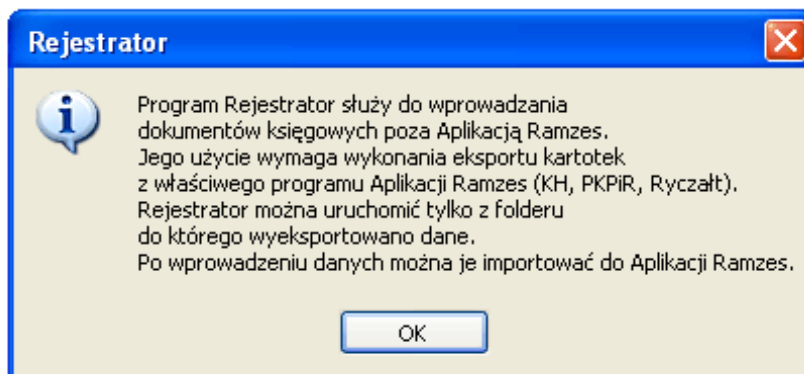 Rejestrator
Program Rejestrator służy do wprowadzania
dokumentów księgowych poza Aplikacją Ramzes.
Jego użycie wymaga wykonania eksportu kartotek
z właściwego programu Aplikacji Ramzes (KH, PKPiR, Ryczałt).
Rejestrator można uruchomić tylko z folderu
do którego wyeksportowano dane.
Po wprowadzeniu danych można je importować do Aplikacji Ramzes.
OK